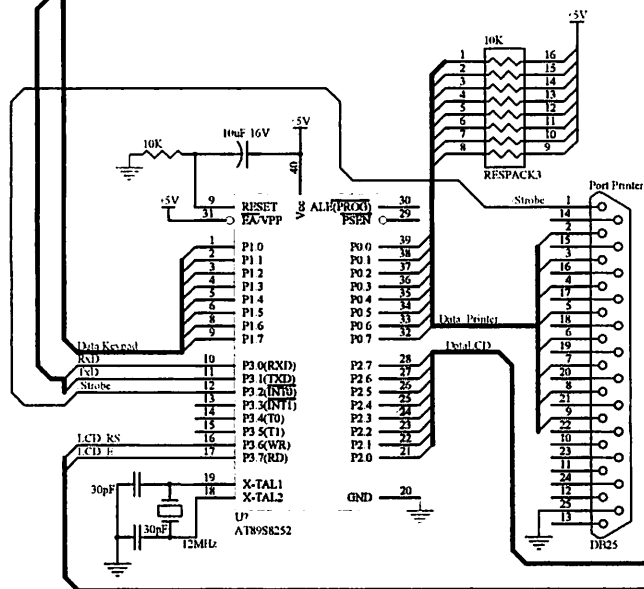 +5V
10K
1 16
2 15
3 14
4 13
5 12
6 11
7 10
8 9
RESPACK3
10K
10uF 16V
+5V
40
Vcc
+5V
9 RESET
31 EA/VPP
ALE(PROG) 30
PSEN 29
1 P1.0
2 P1.1
3 P1.2
4 P1.3
5 P1.4
6 P1.5
8 P1.6
9 P1.7
P0.0 39
P0.1 38
P0.2 37
P0.3 36
P0.4 35
P0.5 34
P0.6 33
P0.7 32
Data Keypad
RxD
TxD
Strobe
10 P3.0(RXD)
11 P3.1(TXD)
12 P3.2(INT0)
13 P3.3(INT1)
14 P3.4(T0)
15 P3.5(T1)
16 P3.6(WR)
17 P3.7(RD)
LCD_RS
LCD_E
P2.7 28
P2.6 27
P2.5 26
P2.4 25
P2.3 24
P2.2 23
P2.1 22
P2.0 21
Data_Printer
DataLCD
19 X-TAL1
18 X-TAL2
GND 20
30pF
30pF
12MHz
U?
AT89S8252
Port Printer
Strobe
1
14
2
15
3
16
4
17
5
18
6
19
7
20
8
21
9
22
10
23
11
24
12
25
13
DB25